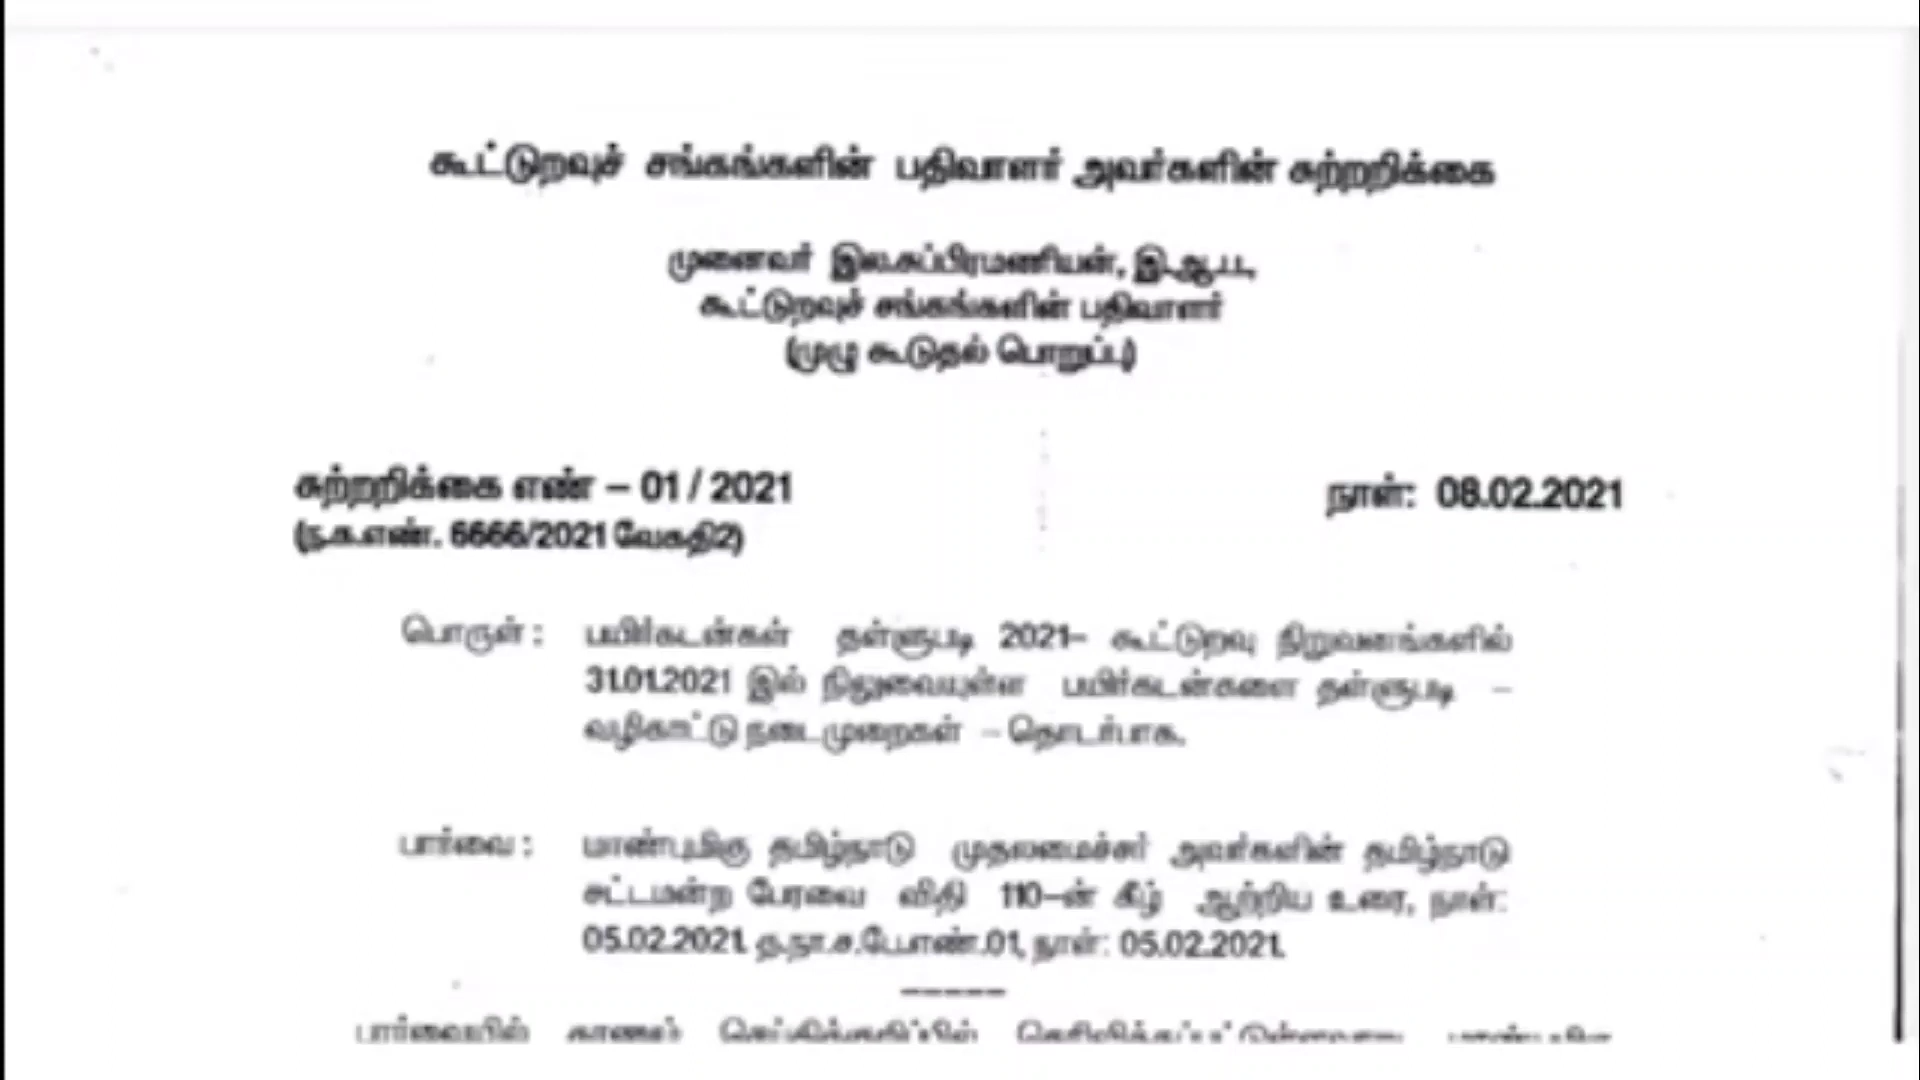 கூட்டுறவுச் சங்கங்களின் பதிவாளர் அவர்களின் சுற்றறிக்கை
முனைவர் இல.சுப்பிரமணியன், இ.ஆ.ப.,
கூட்டுறவுச் சங்கங்களின் பதிவாளர்
(முழு கூடுதல் பொறுப்பு)
சுற்றறிக்கை எண் – 01 / 2021
நாள்: 08.02.2021
(ந.க.எண். 6666/2021 வேகதி2)
பொருள் : பயிர்கடன்கள் தள்ளுபடி 2021– கூட்டுறவு நிறுவனங்களில்
31.01.2021 இல் நிலுவையுள்ள பயிர்கடன்களை தள்ளுபடி –
வழிகாட்டு நடைமுறைகள் – தொடர்பாக.
பார்வை : மாண்புமிகு தமிழ்நாடு முதலமைச்சர் அவர்களின் தமிழ்நாடு
சட்டமன்ற பேரவை விதி 110–ன் கீழ் ஆற்றிய உரை, நாள்:
05.02.2021. த.நா.ச.பே.எண்.01, நாள்: 05.02.2021.
பார்வையில் காணும் செய்திக்குறிப்பில் தெரிவிக்கப்பட்டுள்ளவாறு